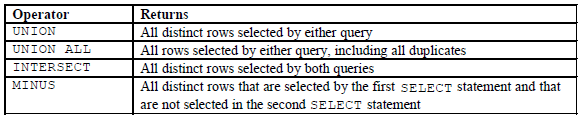 Operator Returns
UNION All distinct rows selected by either query
UNION ALL All rows selected by either query, including all duplicates
INTERSECT All distinct rows selected by both queries
MINUS All distinct rows that are selected by the first SELECT statement and that
are not selected in the second SELECT statement